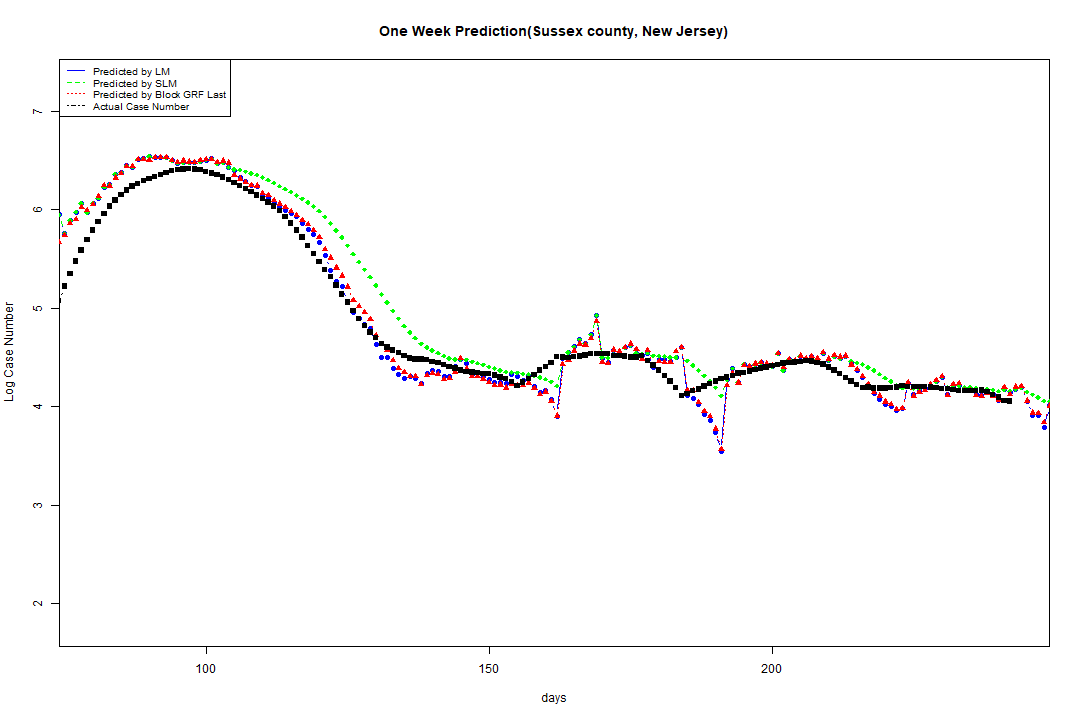 One Week Prediction(Sussex county, New Jersey)
Predicted by LM
Predicted by SLM
Predicted by Block GRF Last
Actual Case Number
7
6
5
4
3
2
Log Case Number
100 150 200
days